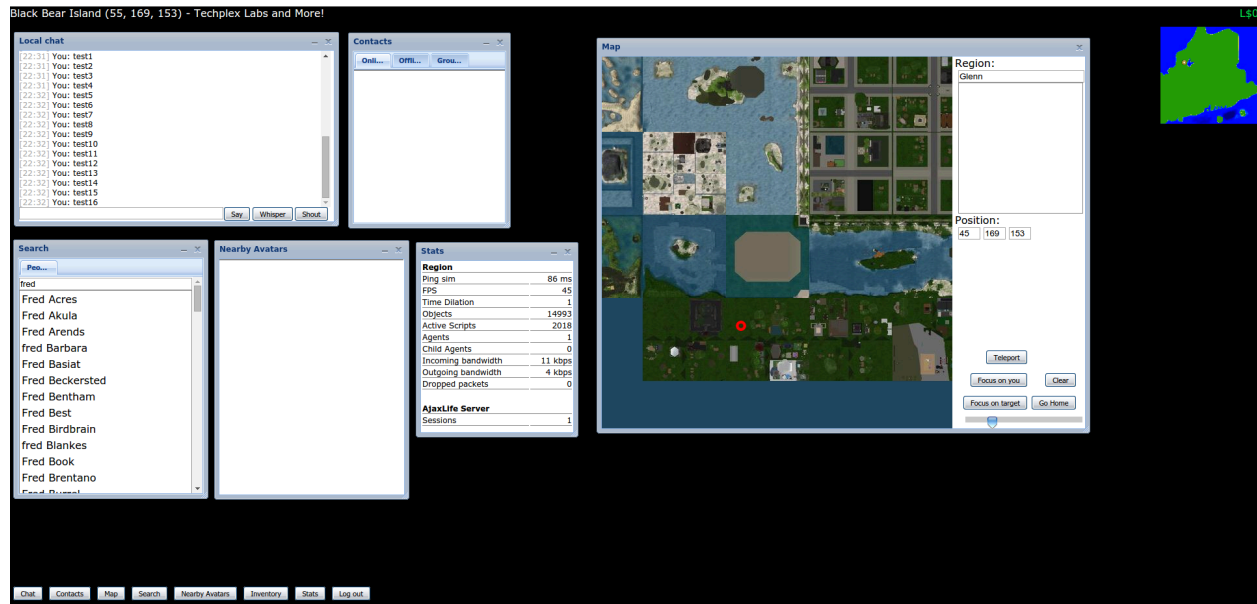 Black Bear Island (55, 169, 153) - Techplex Labs and More!
L$0
Local chat
[22:31] You: test1
[22:31] You: test2
[22:31] You: test3
[22:31] You: test4
[22:32] You: test5
[22:32] You: test6
[22:32] You: test7
[22:32] You: test8
[22:32] You: test9
[22:32] You: test10
[22:32] You: test11
[22:32] You: test12
[22:32] You: test13
[22:32] You: test14
[22:32] You: test15
[22:32] You: test16
Say Whisper Shout
Contacts
Onli... Offli... Grou...
Map
Region:
Glenn
Position:
45 169 153
Teleport
Focus on you Clear
Focus on target Go Home
Search
Peo...
fred
Fred Acres
Fred Akula
Fred Arends
fred Barbara
Fred Basiat
Fred Beckersted
Fred Bentham
Fred Best
Fred Birdbrain
fred Blankes
Fred Book
Fred Brentano
Nearby Avatars
Stats
Region
Ping sim 86 ms
FPS 45
Time Dilation 1
Objects 14993
Active Scripts 2018
Agents 1
Child Agents 0
Incoming bandwidth 11 kbps
Outgoing bandwidth 4 kbps
Dropped packets 0
AjaxLife Server
Sessions 1
Chat Contacts Map Search Nearby Avatars Inventory Stats Log out